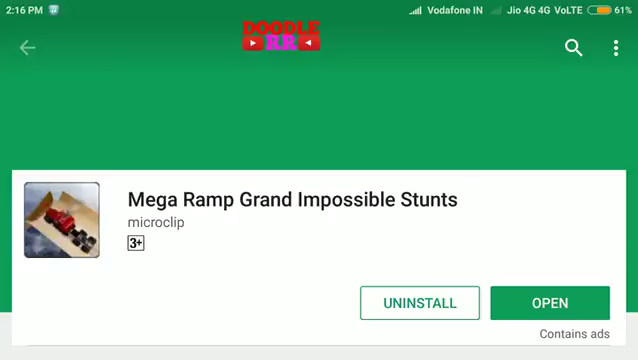 2:16 PM
Vodafone IN
Jio 4G 4G VoLTE
61%
DOODLE
RR
Mega Ramp Grand Impossible Stunts
microclip
3+
UNINSTALL
OPEN
Contains ads